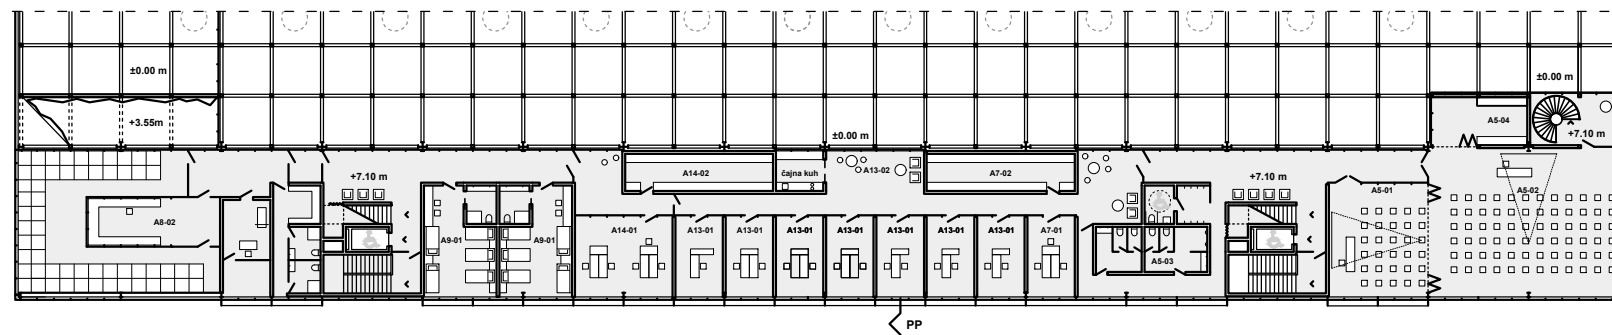 ±0.00 m
±0.00 m
+3.55m
A5-04
+7.10 m
±0.00 m
+7.10 m
A14-02
čajna kuh
A13-02
A7-02
+7.10 m
A5-01
A5-02
A8-02
A9-01
A9-01
A14-01
A13-01
A13-01
A13-01
A13-01
A13-01
A13-01
A13-01
A7-01
A5-03
PP